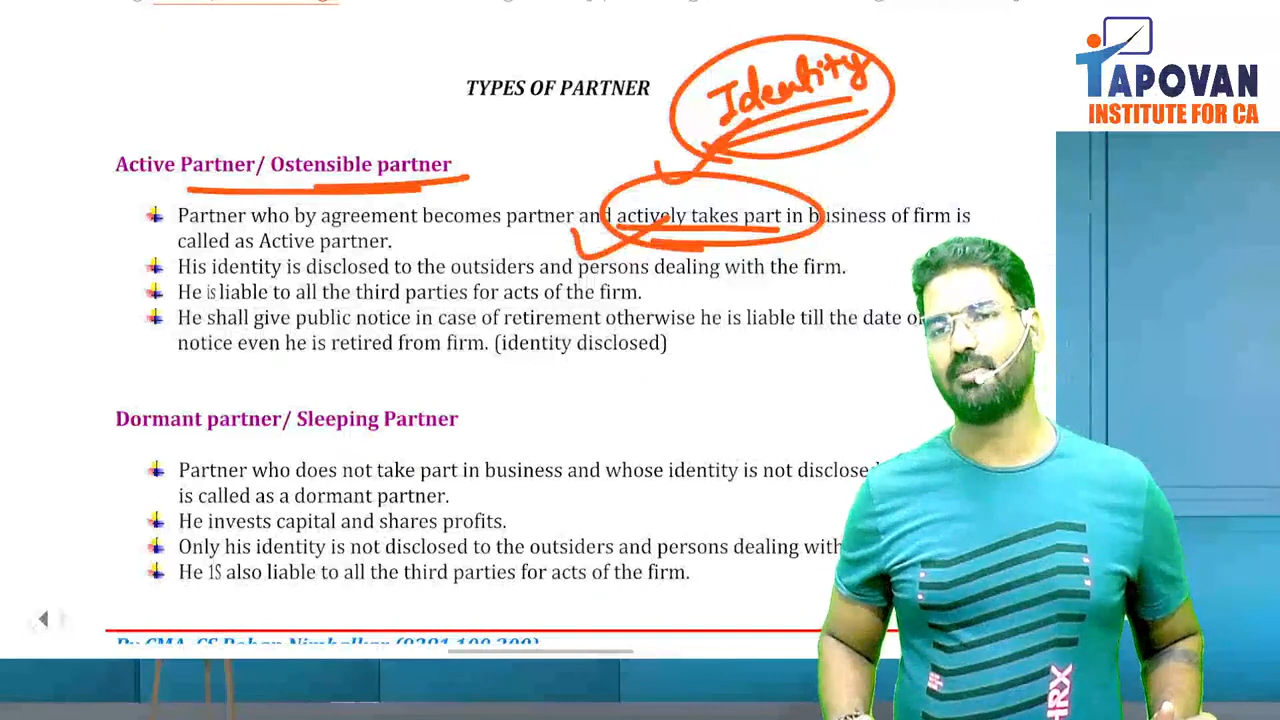 TAPOVAN
INSTITUTE FOR CA
TYPES OF PARTNER
Identity
Active Partner/ Ostensible partner
Partner who by agreement becomes partner and actively takes part in business of firm is
called as Active partner.
His identity is disclosed to the outsiders and persons dealing with the firm.
He is liable to all the third parties for acts of the firm.
He shall give public notice in case of retirement otherwise he is liable till the date
notice even he is retired from firm. (identity disclosed)
Dormant partner/ Sleeping Partner
Partner who does not take part in business and whose identity is not disclosed
is called as a dormant partner.
He invests capital and shares profits.
Only his identity is not disclosed to the outsiders and persons dealing with
He IS also liable to all the third parties for acts of the firm.
By CMA, CS Rohan Nimbalkar
HRX